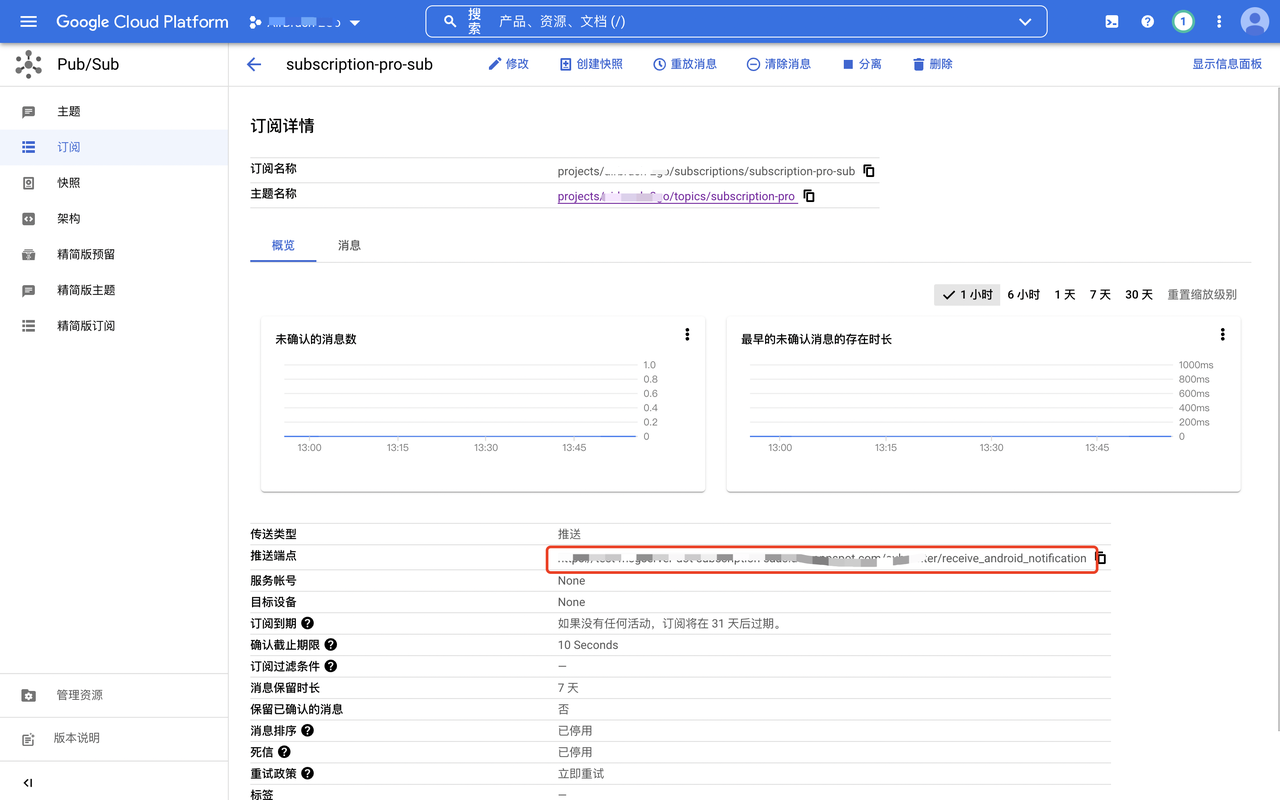 Google Cloud Platform
搜索 产品、资源、文档 (/)
1
Pub/Sub
subscription-pro-sub
修改
创建快照
重放消息
清除消息
分离
删除
显示信息面板
主题
订阅
快照
架构
精简版预留
精简版主题
精简版订阅
管理资源
版本说明
订阅详情
订阅名称 projects/ /subscriptions/subscription-pro-sub
主题名称 projects/ /topics/subscription-pro
概览 消息
1 小时 6 小时 1 天 7 天 30 天 重置缩放级别
未确认的消息数
1.0
0.8
0.6
0.4
0.2
0
13:00 13:15 13:30 13:45
最早的未确认消息的存在时长
1000ms
800ms
600ms
400ms
200ms
0
13:00 13:15 13:30 13:45
传送类型 推送
推送端点 /receive_android_notification
服务帐号 None
目标设备 None
订阅到期 ? 如果没有任何活动，订阅将在 31 天后过期。
确认截止期限 ? 10 Seconds
订阅过滤条件 ? —
消息保留时长 7 天
保留已确认的消息 否
消息排序 ? 已停用
死信 ? 已停用
重试政策 ? 立即重试
标签 —